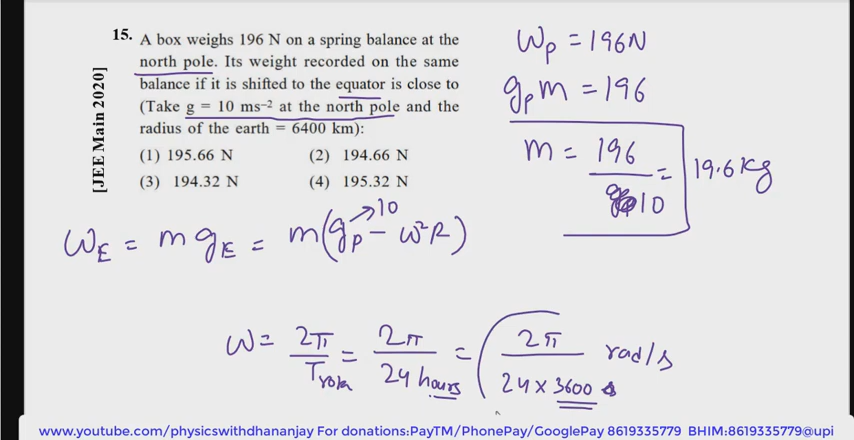 15. A box weighs 196 N on a spring balance at the
north pole. Its weight recorded on the same
balance if it is shifted to the equator is close to
(Take g = 10 ms⁻² at the north pole and the
radius of the earth = 6400 km):
(1) 195.66 N (2) 194.66 N
(3) 194.32 N (4) 195.32 N
[JEE Main 2020]
Wp = 196N
gp m = 196
m = 196/10 = 19.6 kg
WE = m gE = m(gp→10 - ω²R)
ω = 2π/Trotn = 2π/24 hours = (2π/24 × 3600 s rad/s
www.youtube.com/physicswithdhananjay For donations:PayTM/PhonePay/GooglePay 8619335779 BHIM:8619335779@upi